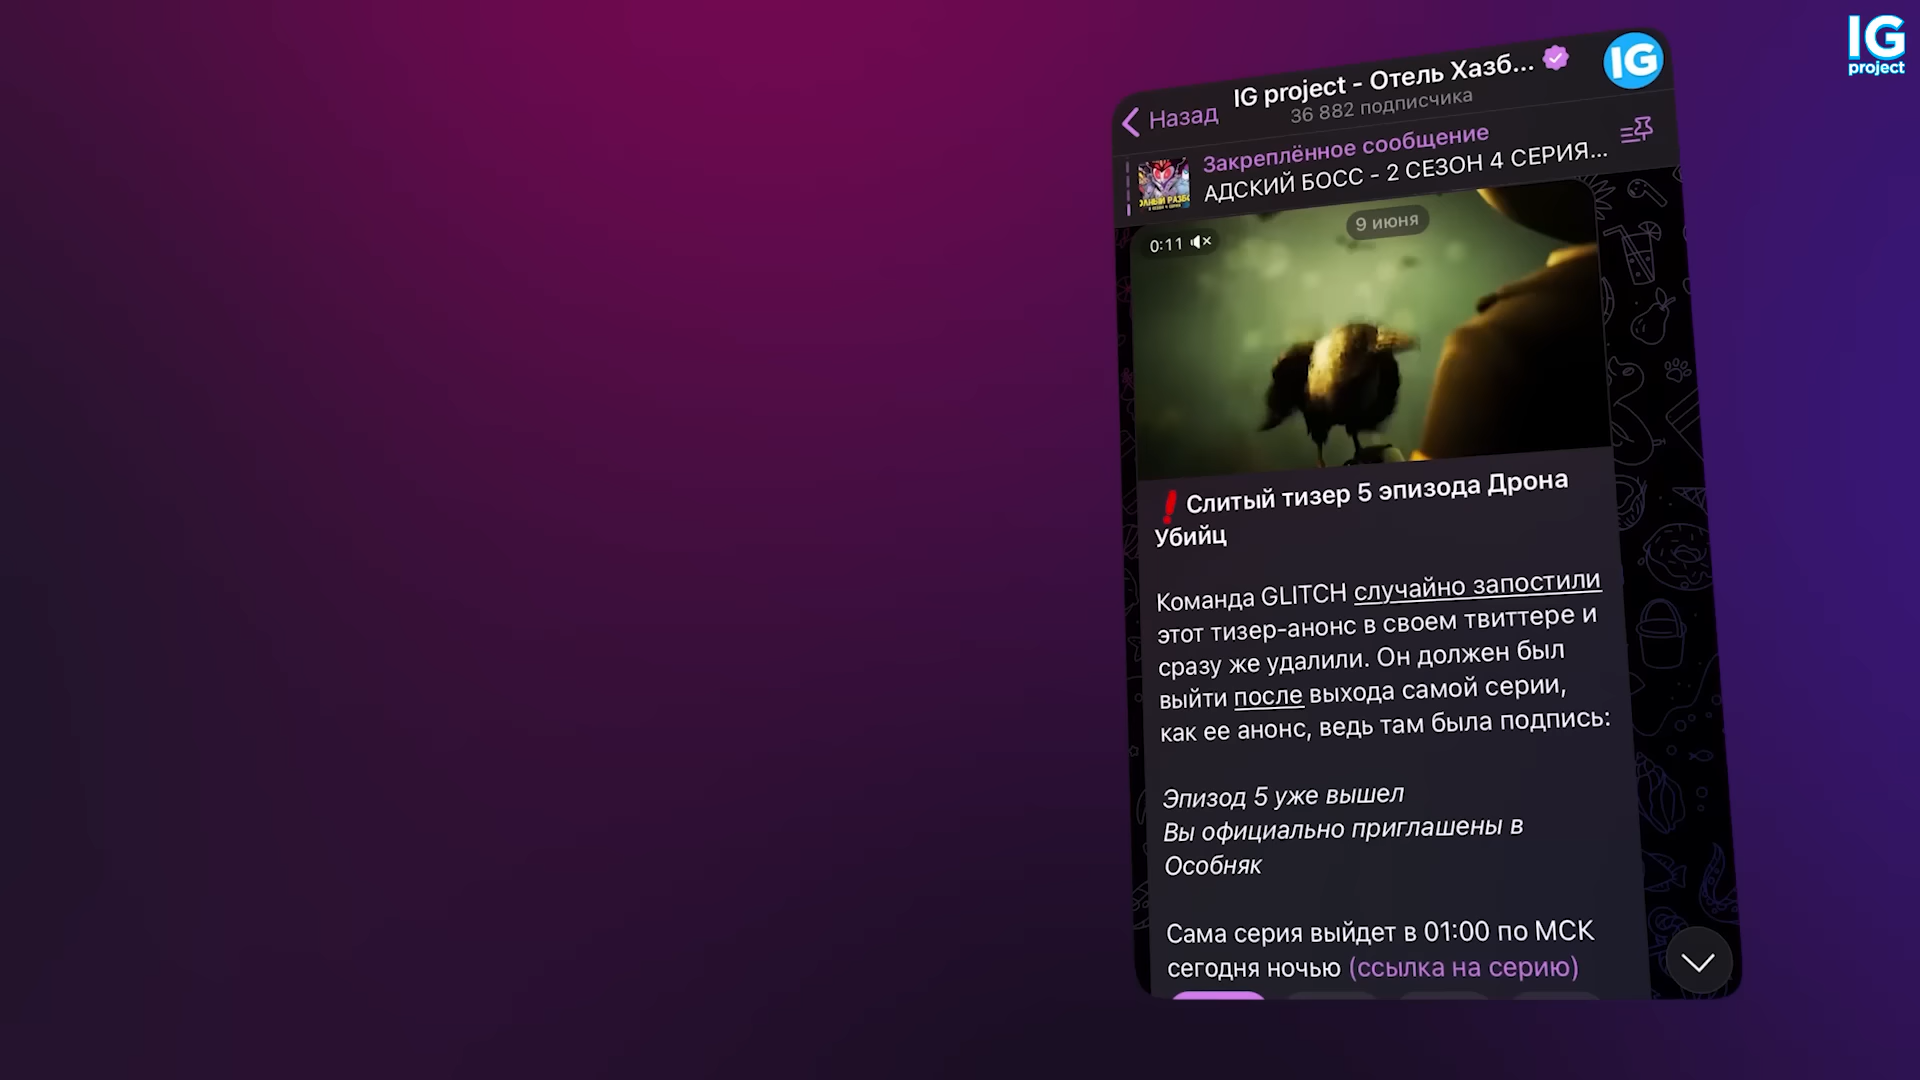 IG
project
IG project - Отель Хазб...
IG
Назад
36 882 подписчика
Закреплённое сообщение
АДСКИЙ БОСС - 2 СЕЗОН 4 СЕРИЯ...
9 июня
0:11
❗Слитый тизер 5 эпизода Дрона
Убийц
Команда GLITCH случайно запостили
этот тизер-анонс в своем твиттере и
сразу же удалили. Он должен был
выйти после выхода самой серии,
как ее анонс, ведь там была подпись:
Эпизод 5 уже вышел
Вы официально приглашены в
Особняк
Сама серия выйдет в 01:00 по МСК
сегодня ночью (ссылка на серию)